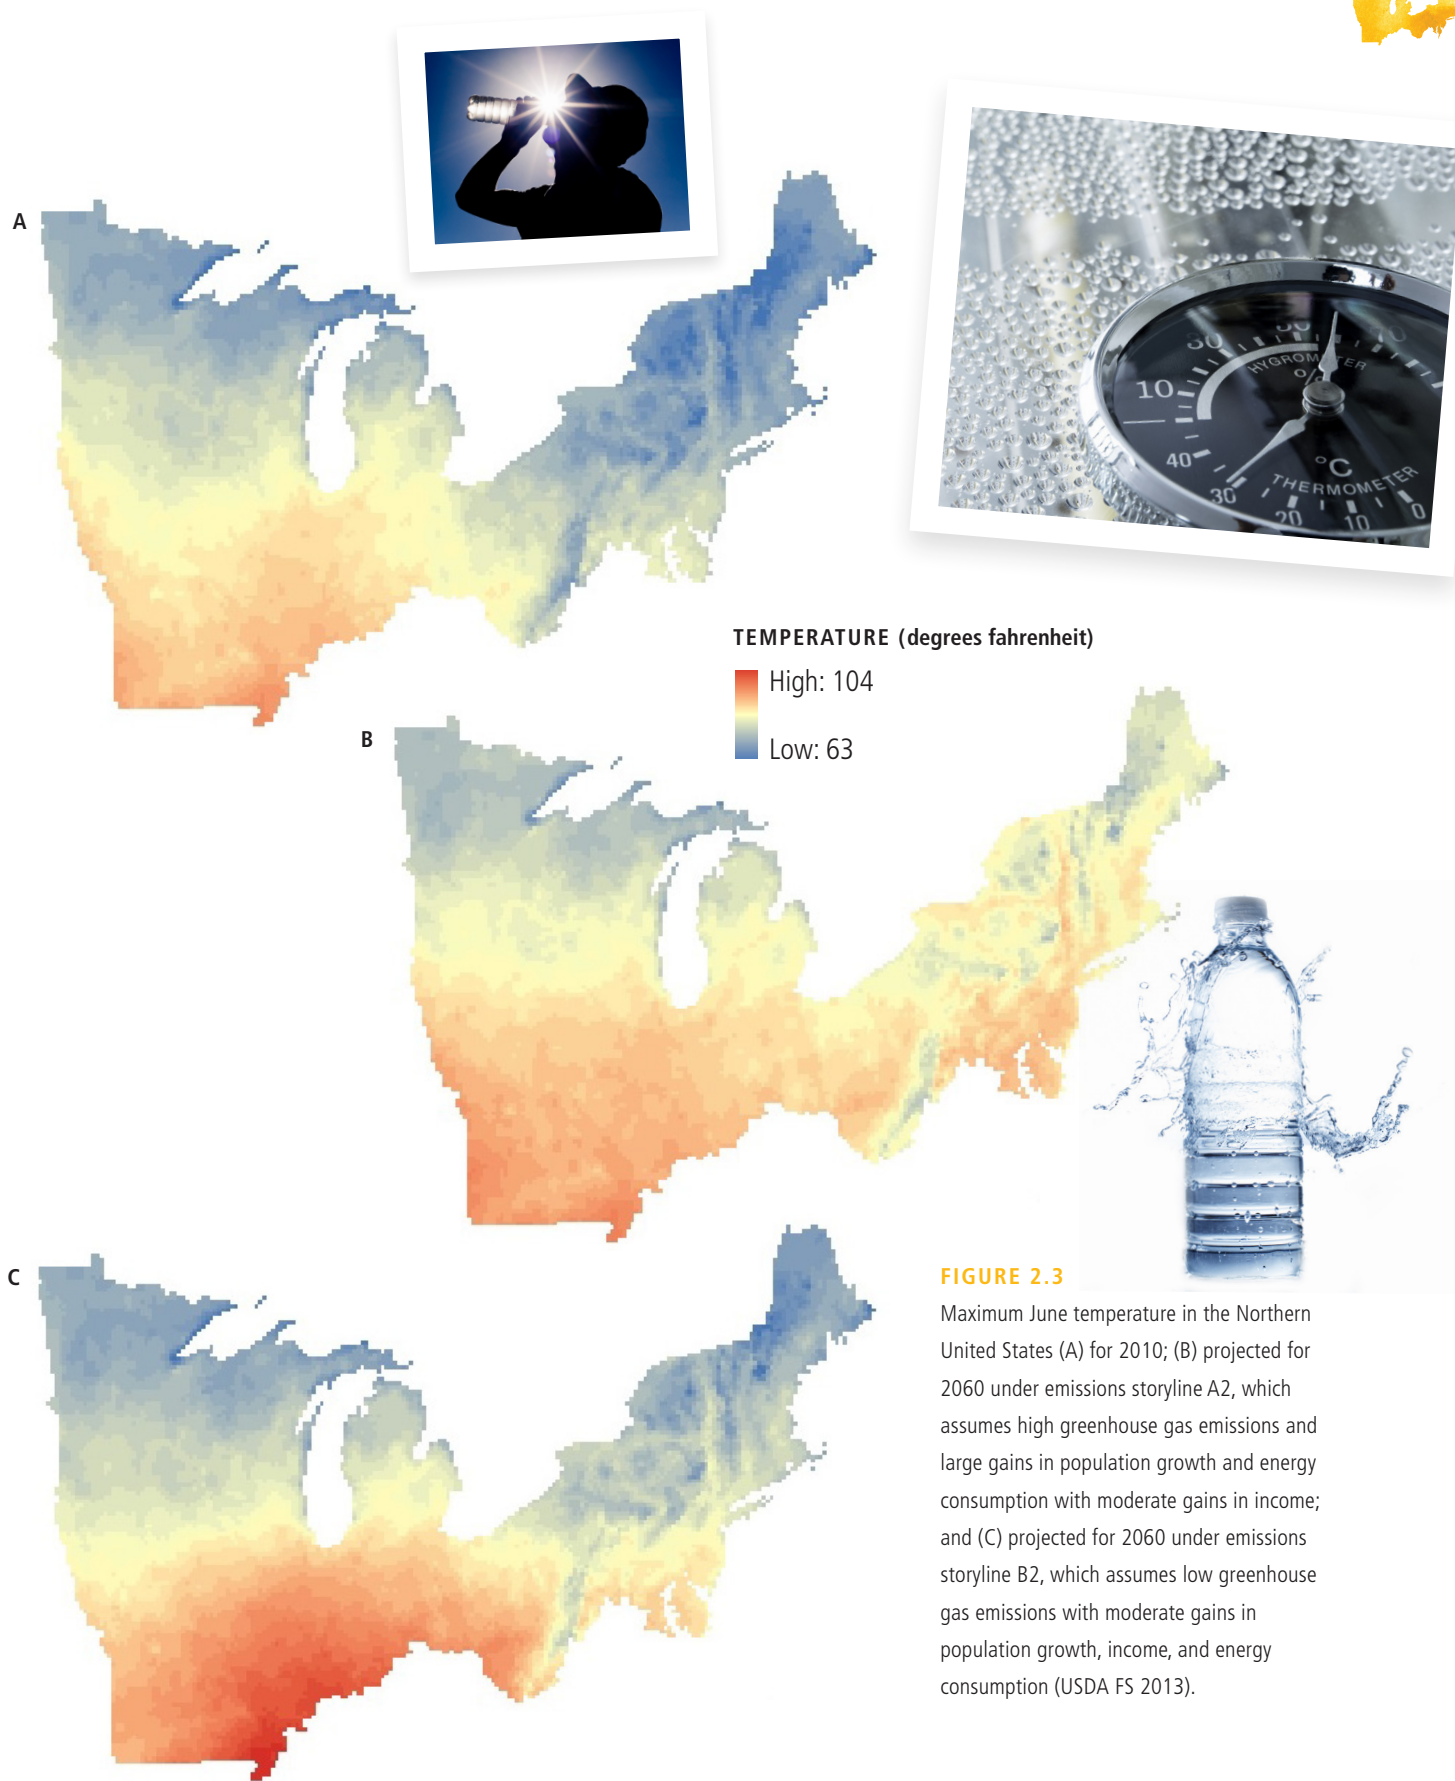 A
10
30
HYGROMETER
40
30
°C
THERMOMETER
20
10
0
TEMPERATURE (degrees fahrenheit)
High: 104
Low: 63
B
C
FIGURE 2.3
Maximum June temperature in the Northern
United States (A) for 2010; (B) projected for
2060 under emissions storyline A2, which
assumes high greenhouse gas emissions and
large gains in population growth and energy
consumption with moderate gains in income;
and (C) projected for 2060 under emissions
storyline B2, which assumes low greenhouse
gas emissions with moderate gains in
population growth, income, and energy
consumption (USDA FS 2013).